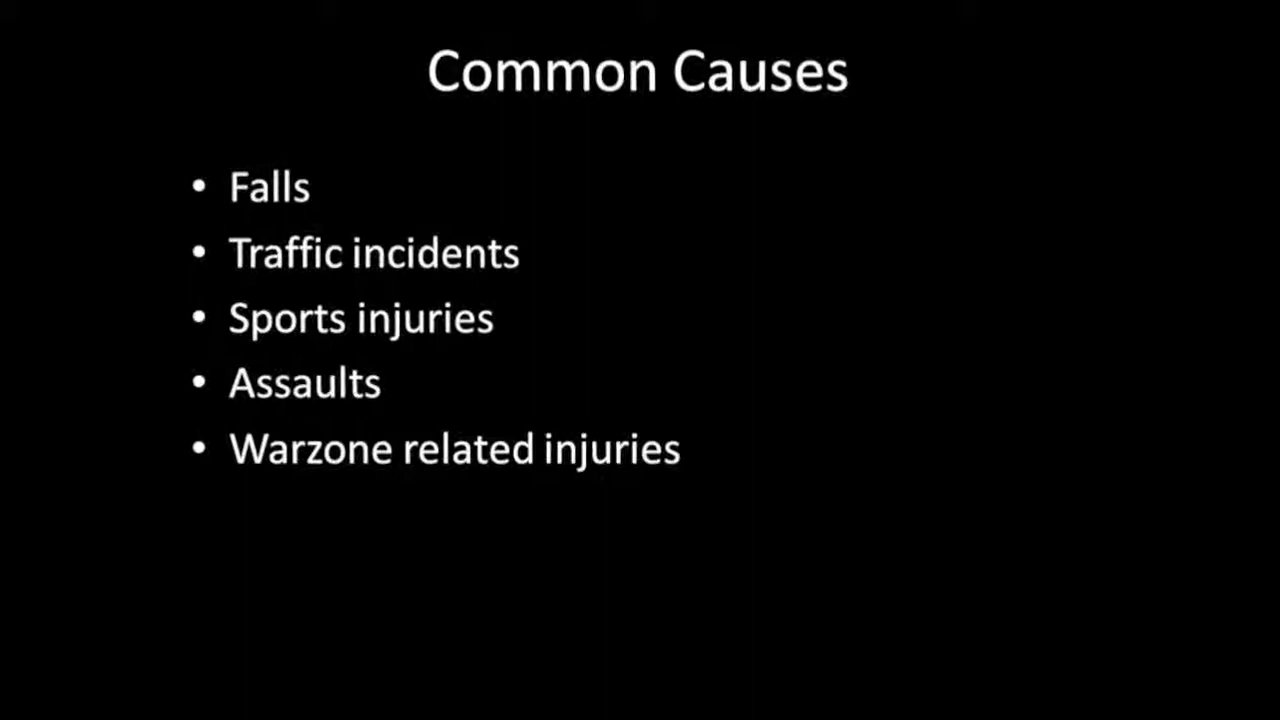 Common Causes
• Falls
• Traffic incidents
• Sports injuries
• Assaults
• Warzone related injuries